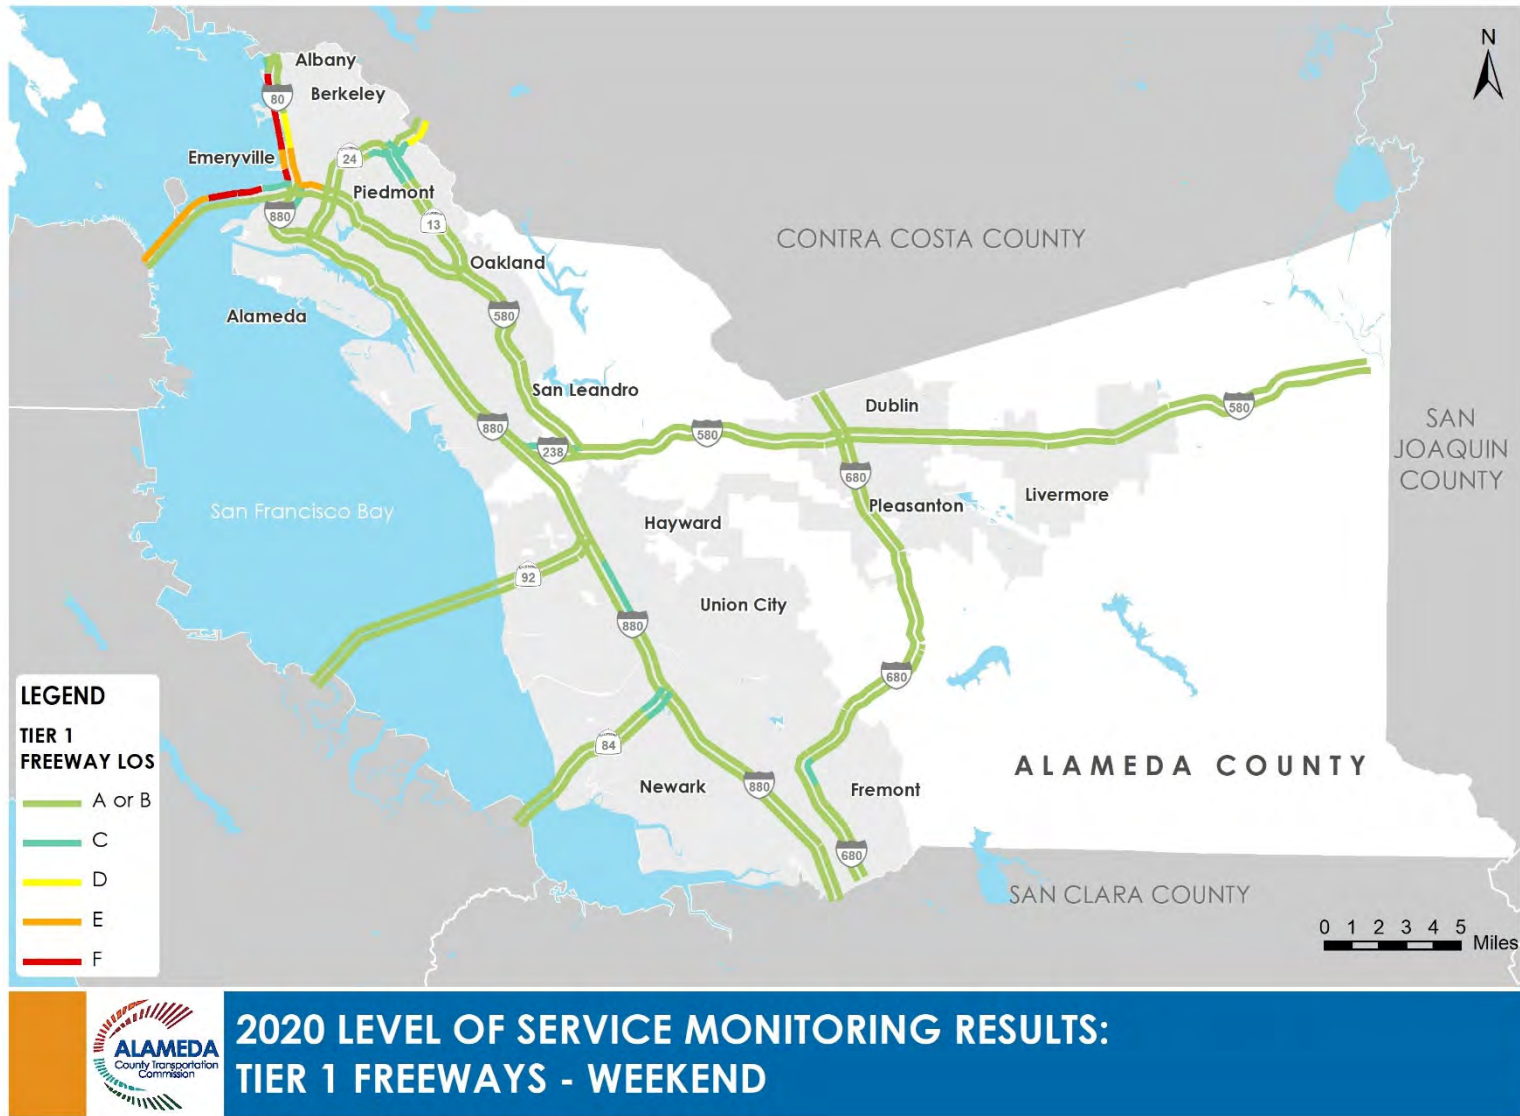 N
Albany
80
Berkeley
Emeryville
24
Piedmont
880
13
CONTRA COSTA COUNTY
Oakland
Alameda
580
San Leandro
Dublin
880
580
580
238
SAN
JOAQUIN
COUNTY
680
Pleasanton
Livermore
San Francisco Bay
Hayward
92
Union City
880
680
84
Newark
880
Fremont
ALAMEDA COUNTY
680
SAN CLARA COUNTY
LEGEND
TIER 1
FREEWAY LOS
A or B
C
D
E
F
0 1 2 3 4 5
Miles
ALAMEDA
County Transportation
Commission
2020 LEVEL OF SERVICE MONITORING RESULTS:
TIER 1 FREEWAYS - WEEKEND